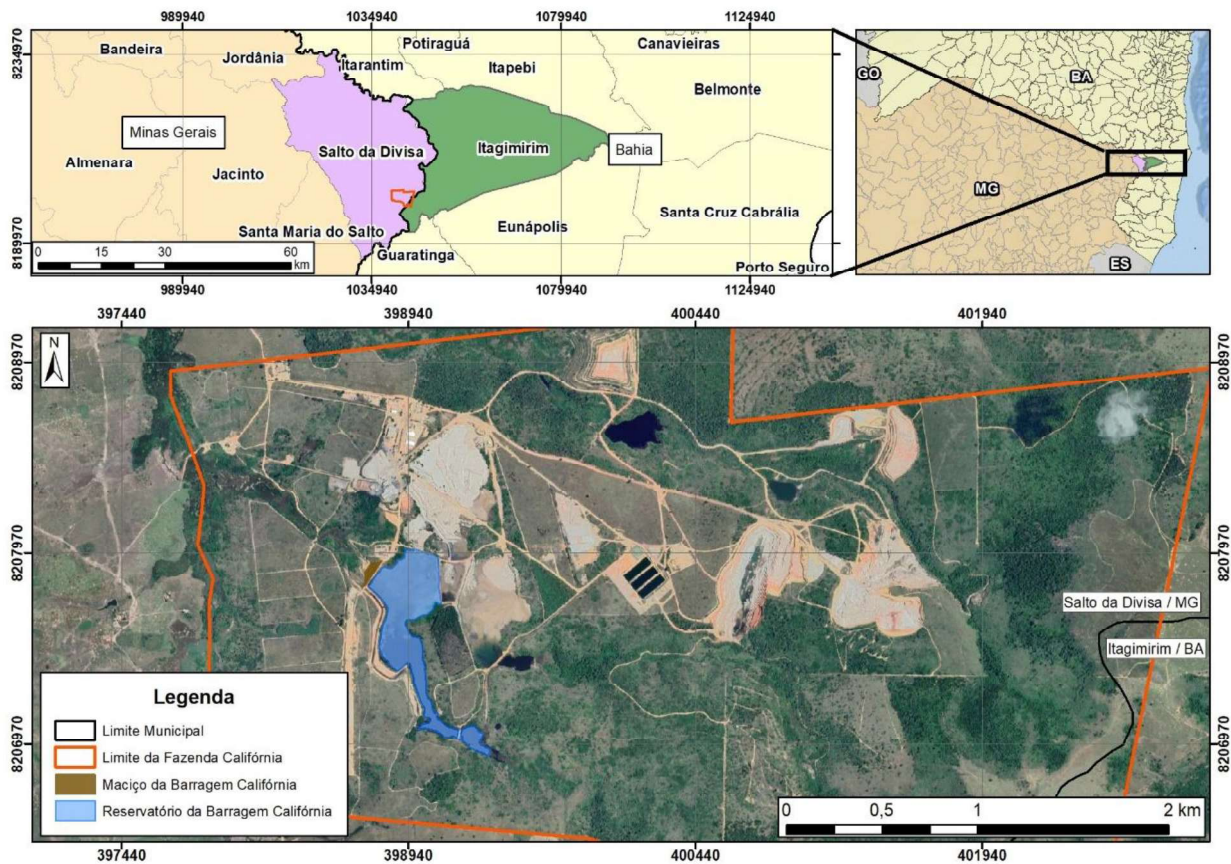 989940 1034940 1079940 1124940
8234970
8189970
Bandeira
Jordânia
Potiraguá
Itarantim
Canavieiras
Itapebi
Belmonte
Minas Gerais
Salto da Divisa
Itagimirim
Bahia
Almenara
Jacinto
Santa Maria do Salto
Eunápolis
Santa Cruz Cabrália
Guaratinga
Porto Seguro
0 15 30 60
km
989940 1034940 1079940 1124940
GO
BA
MG
ES
397440 398940 400440 401940
N
8208970 8208970
8207970 8207970
8206970 8206970
Salto da Divisa / MG
Itagimirim / BA
Legenda
Limite Municipal
Limite da Fazenda Califórnia
Maciço da Barragem Califórnia
Reservatório da Barragem Califórnia
0 0,5 1 2 km
397440 398940 400440 401940